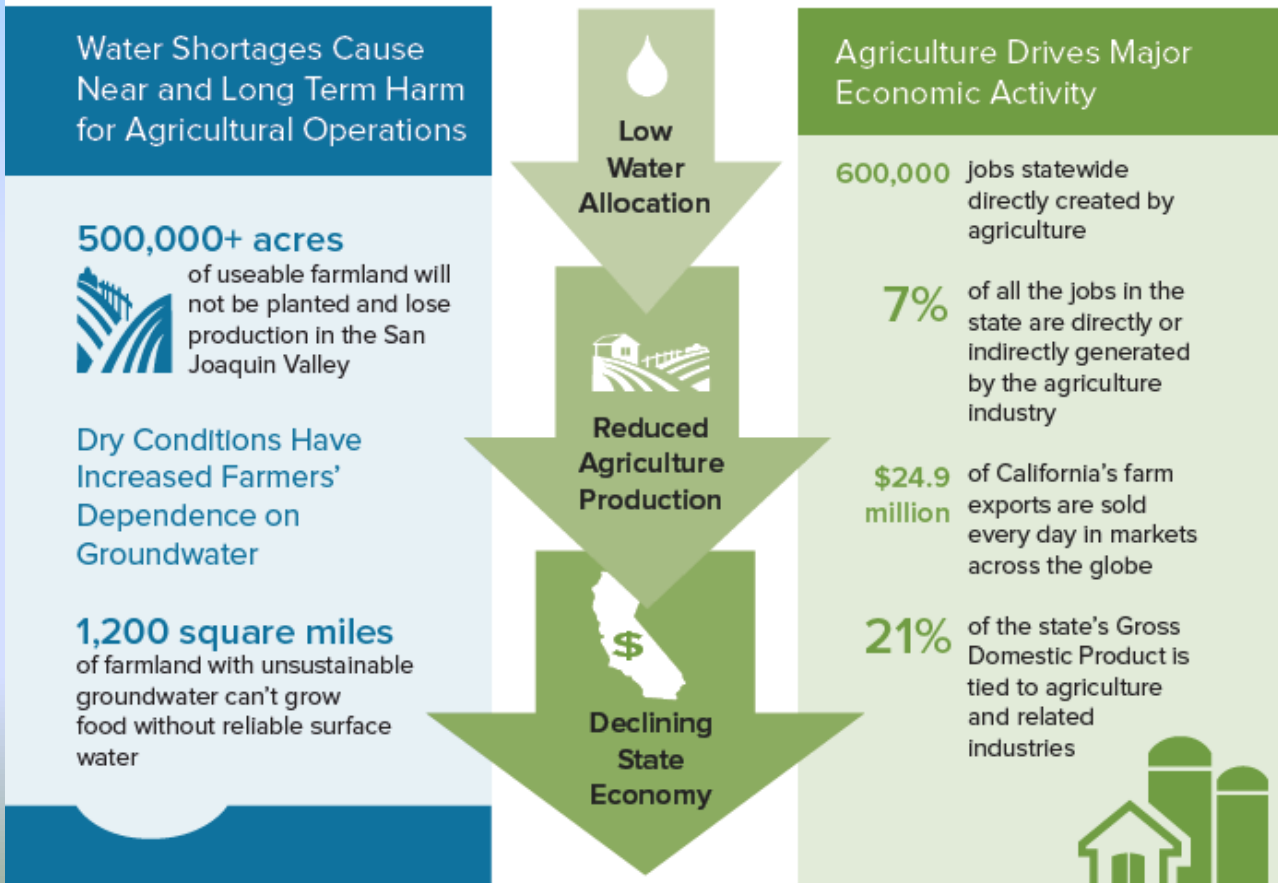 Water Shortages Cause
Near and Long Term Harm
for Agricultural Operations
500,000+ acres
of useable farmland will
not be planted and lose
production in the San
Joaquin Valley
Dry Conditions Have
Increased Farmers'
Dependence on
Groundwater
1,200 square miles
of farmland with unsustainable
groundwater can't grow
food without reliable surface
water
Low
Water
Allocation
Reduced
Agriculture
Production
$
Declining
State
Economy
Agriculture Drives Major
Economic Activity
600,000 jobs statewide
directly created by
agriculture
7% of all the jobs in the
state are directly or
indirectly generated
by the agriculture
industry
$24.9 of California's farm
million exports are sold
every day in markets
across the globe
21% of the state's Gross
Domestic Product is
tied to agriculture
and related
industries